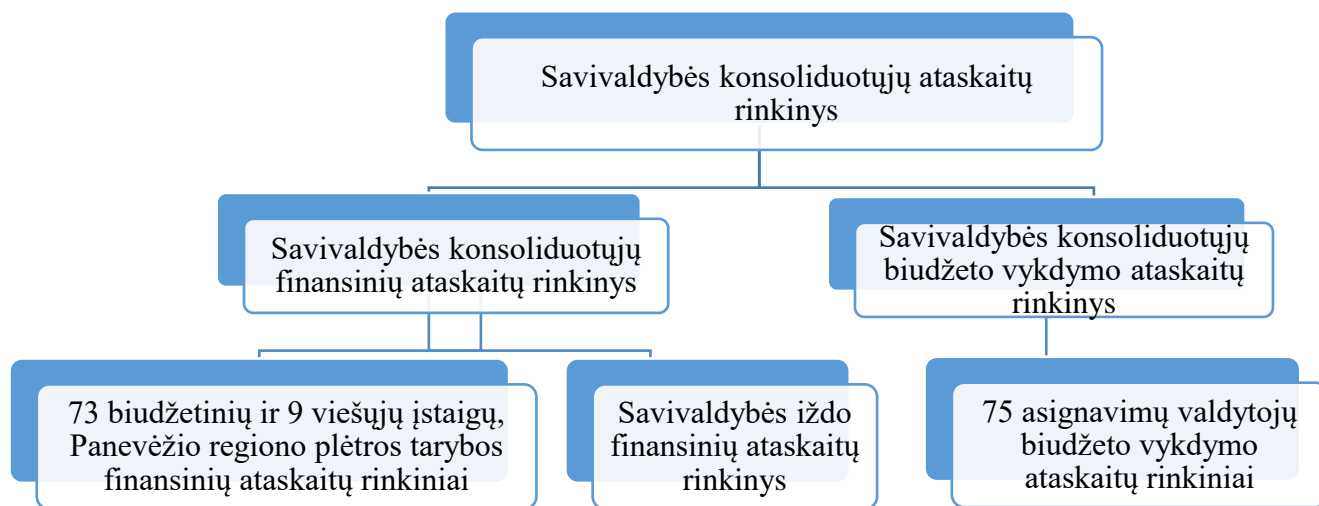 Savivaldybės konsoliduotųjų ataskaitų
rinkinys
Savivaldybės konsoliduotųjų
finansinių ataskaitų rinkinys
Savivaldybės konsoliduotųjų
biudžeto vykdymo ataskaitų
rinkinys
73 biudžetinių ir 9 viešųjų įstaigų,
Panevėžio regiono plėtros tarybos
finansinių ataskaitų rinkiniai
Savivaldybės iždo
finansinių ataskaitų
rinkinys
75 asignavimų valdytojų
biudžeto vykdymo
ataskaitų rinkiniai